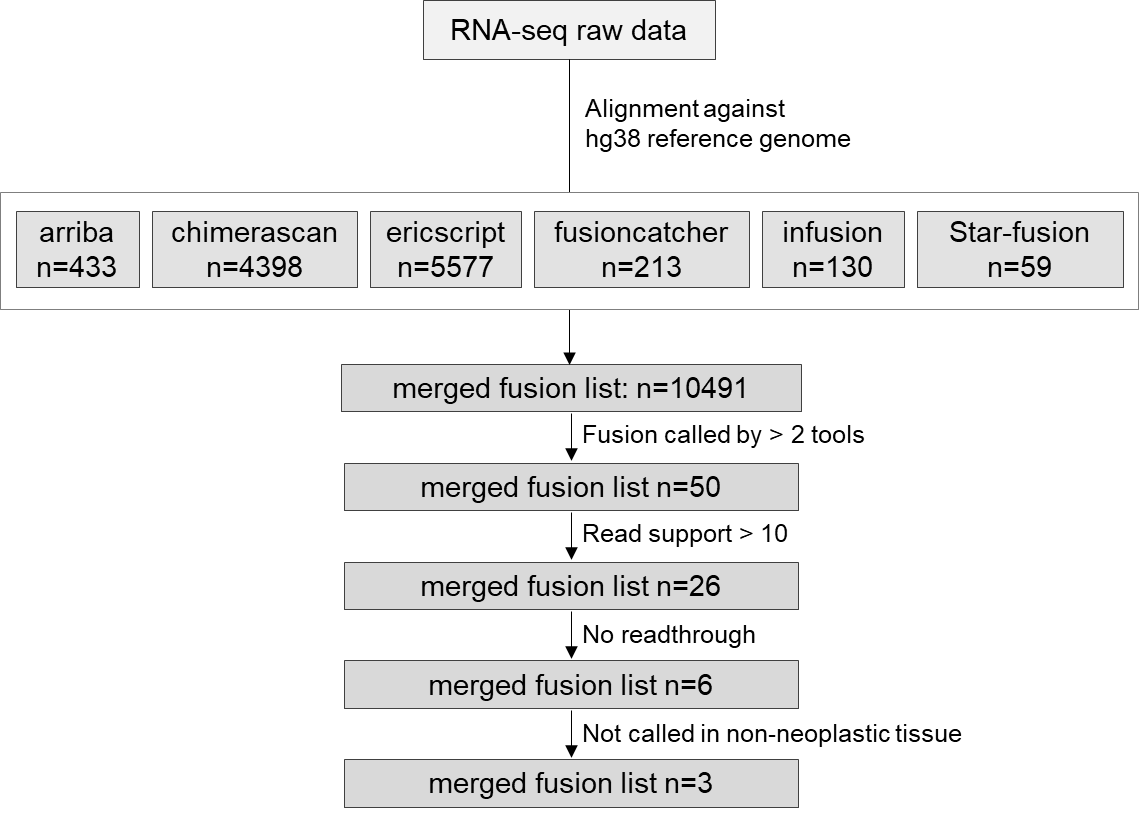 RNA-seq raw data
Alignment against
hg38 reference genome
arriba
n=433
chimerascan
n=4398
ericscript
n=5577
fusioncatcher
n=213
infusion
n=130
Star-fusion
n=59
merged fusion list: n=10491
Fusion called by > 2 tools
merged fusion list n=50
Read support > 10
merged fusion list n=26
No readthrough
merged fusion list n=6
Not called in non-neoplastic tissue
merged fusion list n=3